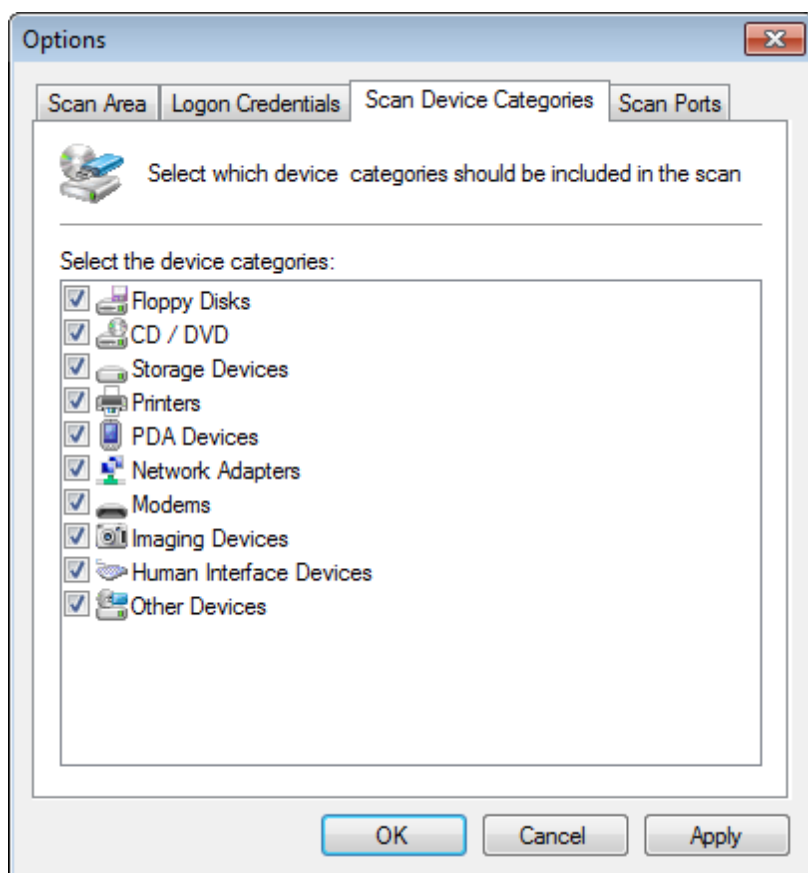 Options
Scan Area Logon Credentials Scan Device Categories Scan Ports
Select which device categories should be included in the scan
Select the device categories:
Floppy Disks
CD / DVD
Storage Devices
Printers
PDA Devices
Network Adapters
Modems
Imaging Devices
Human Interface Devices
Other Devices
OK Cancel Apply